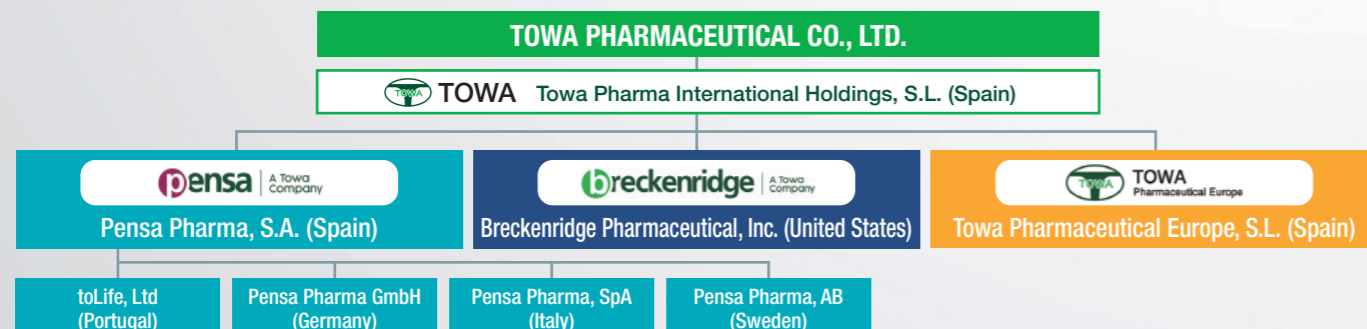 TOWA PHARMACEUTICAL CO., LTD.
TOWA TOWA Towa Pharma International Holdings, S.L. (Spain)
pensa A Towa Company
Pensa Pharma, S.A. (Spain)
breckenridge A Towa Company
Breckenridge Pharmaceutical, Inc. (United States)
TOWA TOWA
Pharmaceutical Europe
Towa Pharmaceutical Europe, S.L. (Spain)
toLife, Ltd
(Portugal)
Pensa Pharma GmbH
(Germany)
Pensa Pharma, SpA
(Italy)
Pensa Pharma, AB
(Sweden)